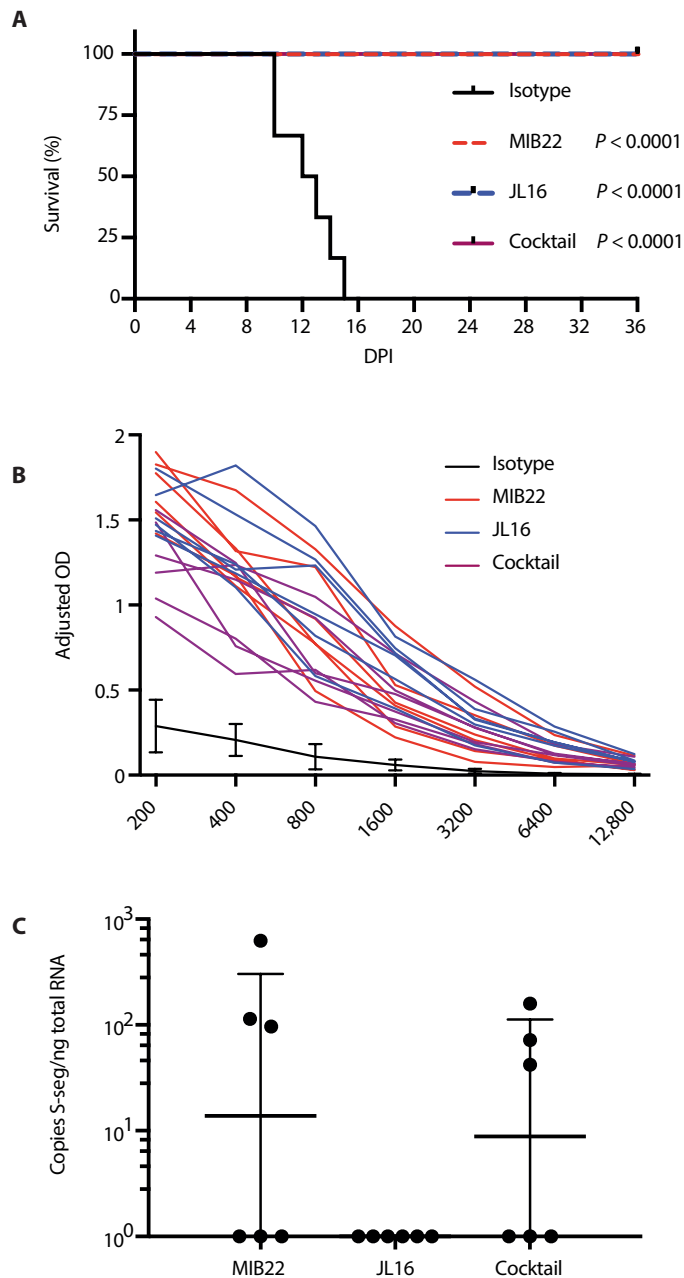 A
100
75
50
25
0
Survival (%)
0 4 8 12 16 20 24 28 32 36
DPI
Isotype
MIB22 P < 0.0001
JL16 P < 0.0001
Cocktail P < 0.0001
B
2
1.5
1
0.5
0
Adjusted OD
200 400 800 1600 3200 6400 12,800
Isotype
MIB22
JL16
Cocktail
C
10³
10²
10¹
10⁰
Copies S-seg/ng total RNA
MIB22 JL16 Cocktail